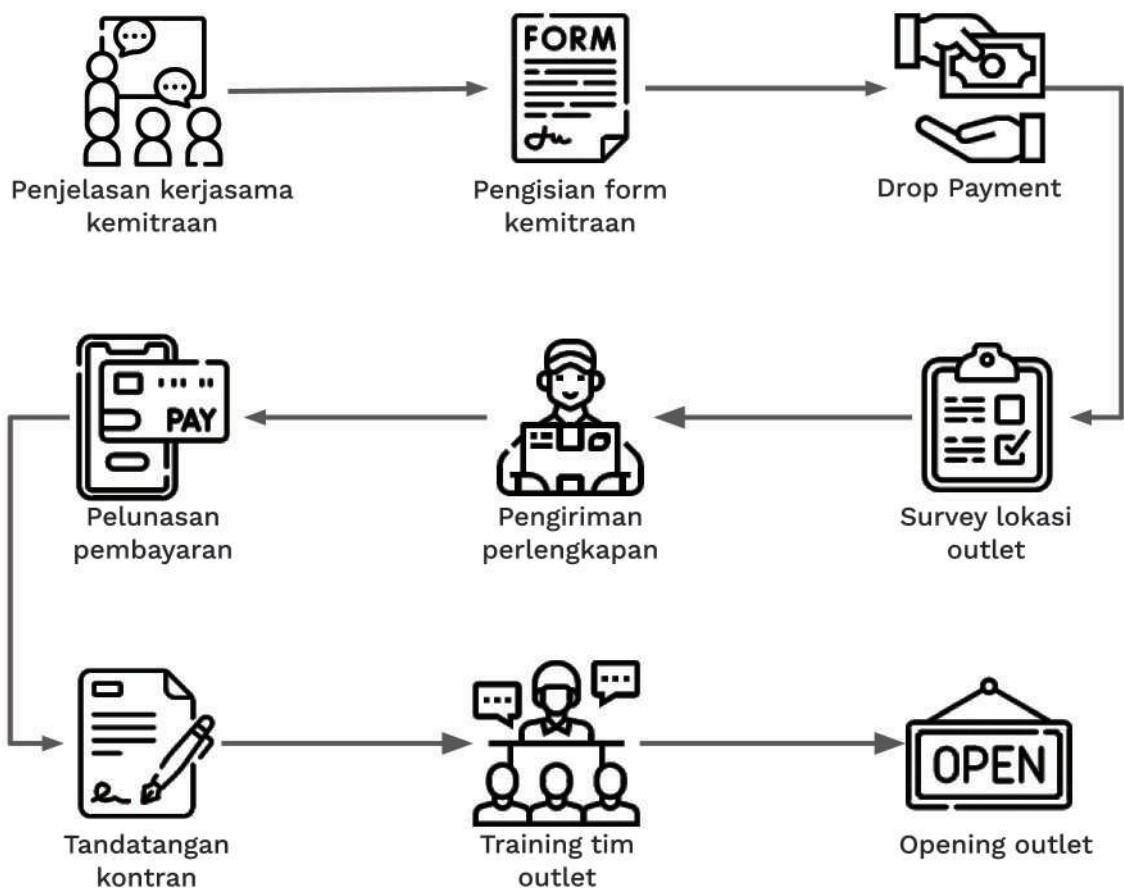 FORM
Penjelasan kerjasama
kemitraan
Pengisian form
kemitraan
Drop Payment
PAY
Pelunasan
pembayaran
Pengiriman
perlengkapan
Survey lokasi
outlet
Tandatangan
kontran
Training tim
outlet
OPEN
Opening outlet